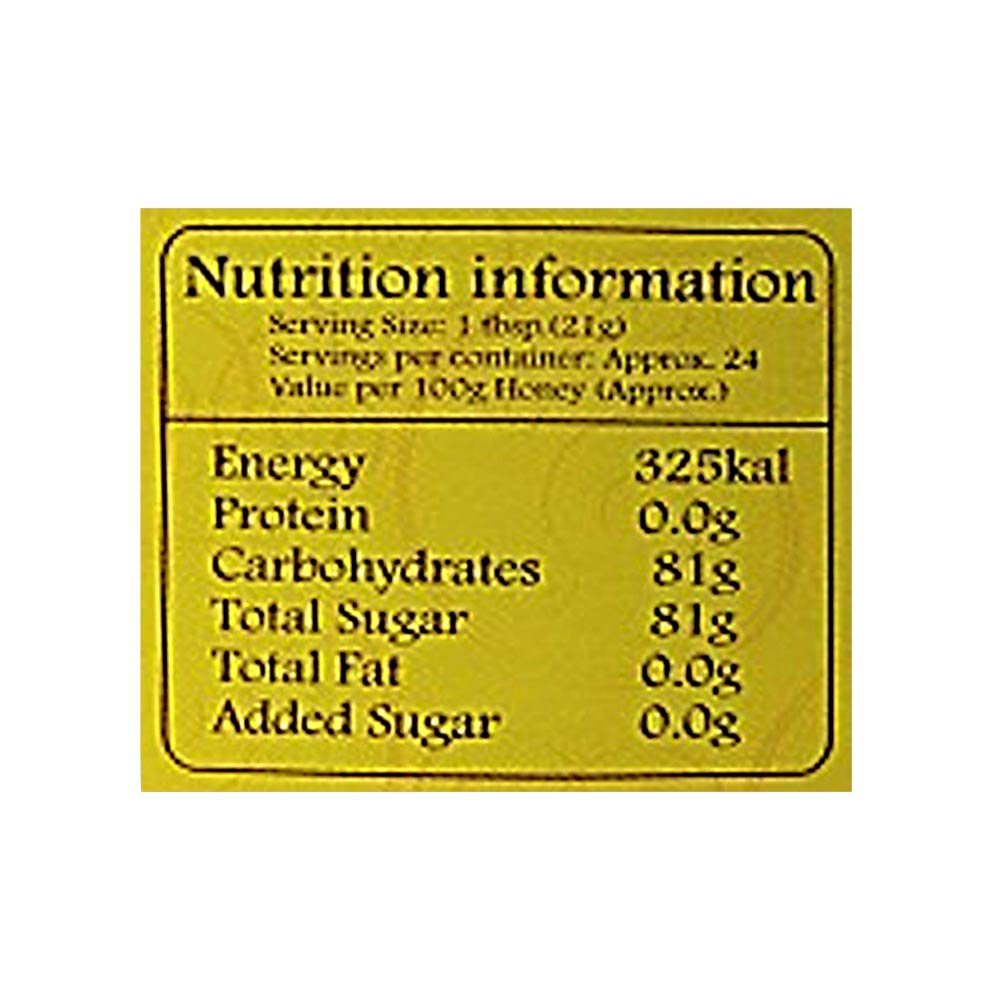 Nutrition information
Serving Size: 1 tbsp (21g)
Servings per container: Approx. 24
Value per 100g Honey (Approx.)
Energy 325kal
Protein 0.0g
Carbohydrates 81g
Total Sugar 81g
Total Fat 0.0g
Added Sugar 0.0g